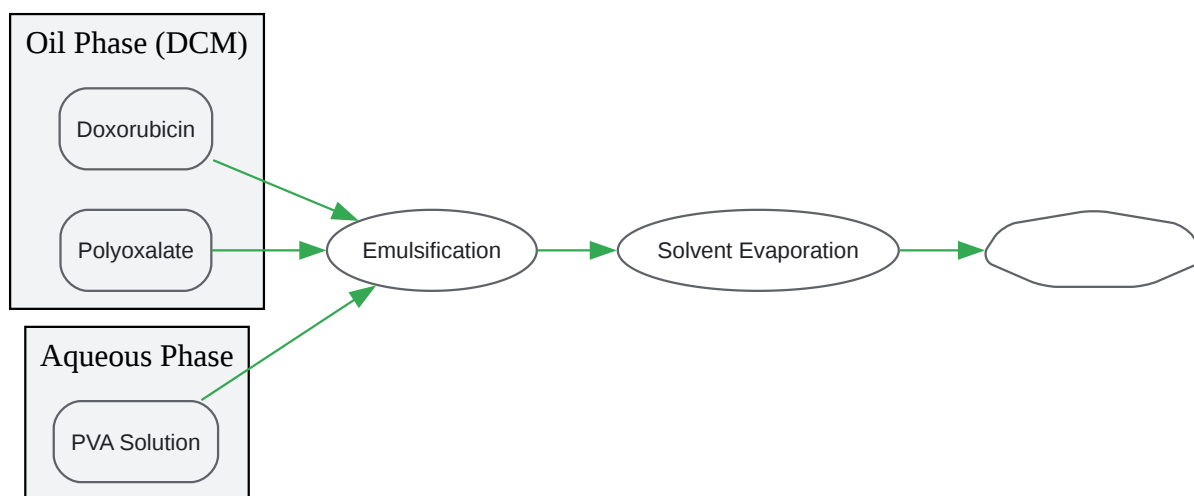 Oil Phase (DCM)
Doxorubicin
Polyoxalate
Emulsification
Solvent Evaporation
Aqueous Phase
PVA Solution